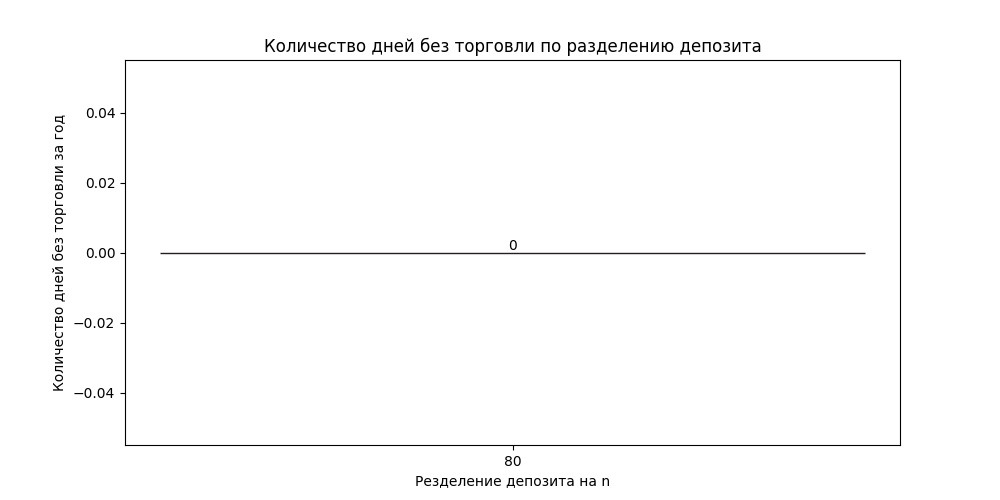 Количество дней без торговли по разделению депозита
Количество дней без торговли за год
0.04
0.02
0.00
−0.02
−0.04
0
80
Резделение депозита на n